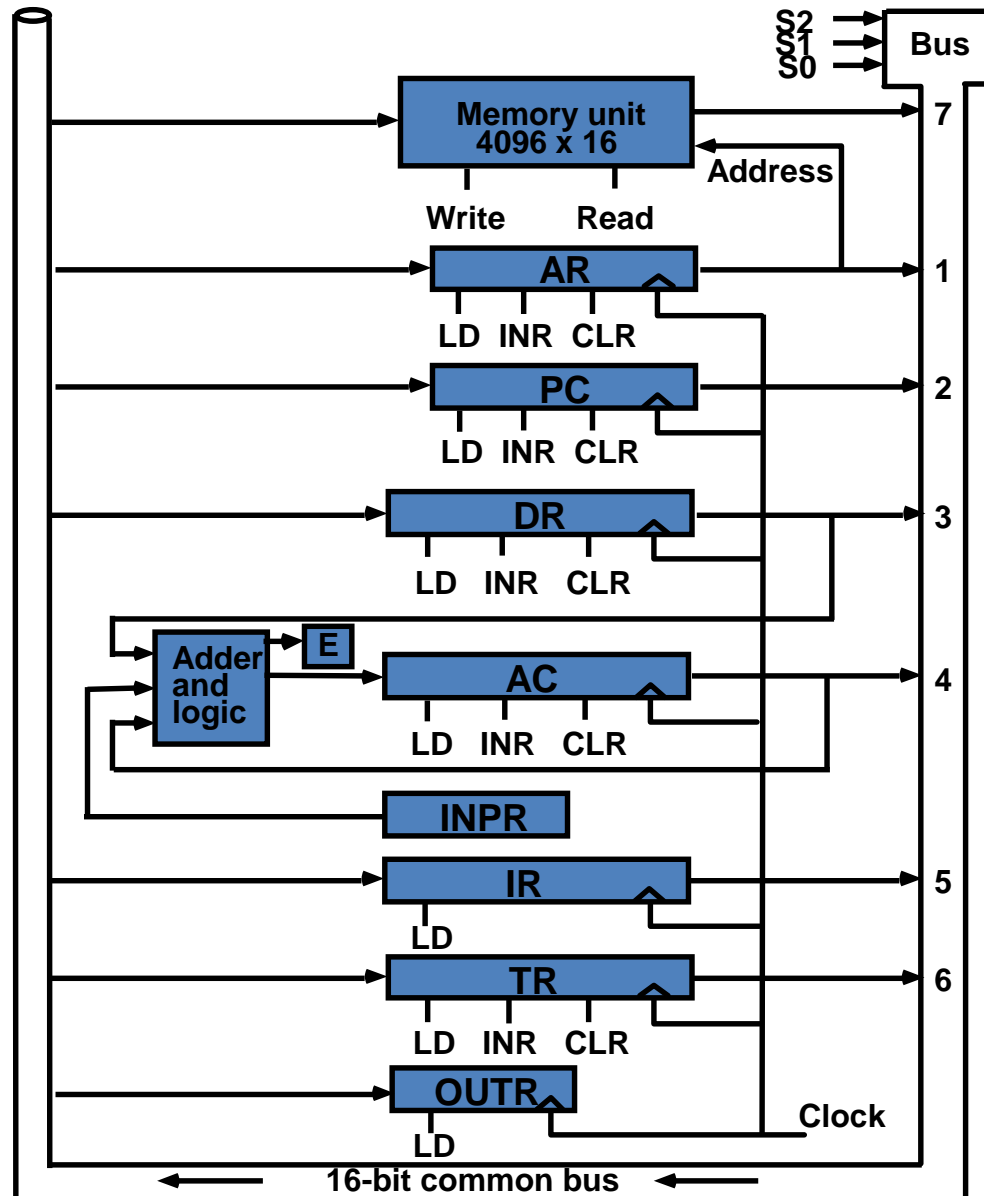 S2
S1
S0
Bus
Memory unit
4096 x 16
7
Address
Write Read
AR
1
LD INR CLR
PC
2
LD INR CLR
DR
3
LD INR CLR
E
Adder
and
logic
AC
4
LD INR CLR
INPR
IR
5
LD
TR
6
LD INR CLR
OUTR
LD
Clock
16-bit common bus